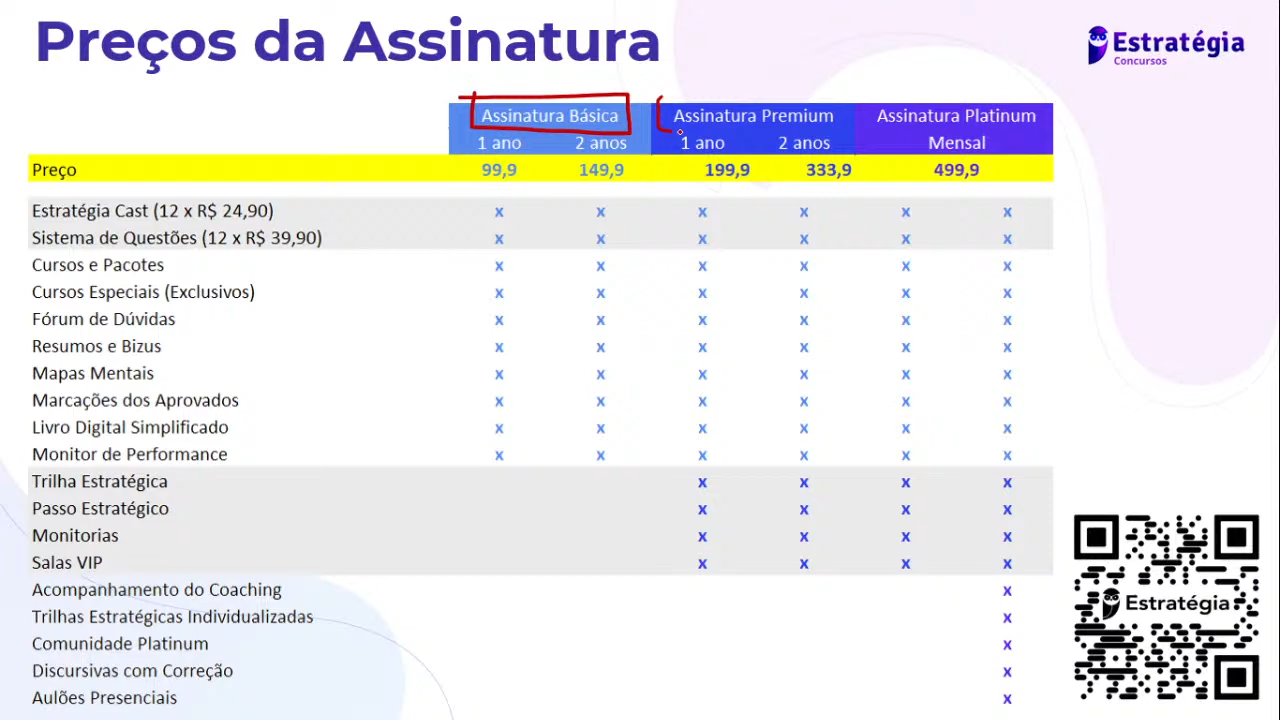 Preços da Assinatura
Estratégia
Concursos
Assinatura Básica Assinatura Premium Assinatura Platinum
1 ano 2 anos 1 ano 2 anos Mensal
Preço 99,9 149,9 199,9 333,9 499,9
Estratégia Cast (12 x R$ 24,90) x x x x x x
Sistema de Questões (12 x R$ 39,90) x x x x x x
Cursos e Pacotes x x x x x x
Cursos Especiais (Exclusivos) x x x x x x
Fórum de Dúvidas x x x x x x
Resumos e Bizus x x x x x x
Mapas Mentais x x x x x x
Marcações dos Aprovados x x x x x x
Livro Digital Simplificado x x x x x x
Monitor de Performance x x x x x x
Trilha Estratégica x x x x
Passo Estratégico x x x x
Monitorias x x x x
Salas VIP x x x x
Acompanhamento do Coaching x
Trilhas Estratégicas Individualizadas x
Comunidade Platinum x
Discursivas com Correção x
Aulões Presenciais x
Estratégia